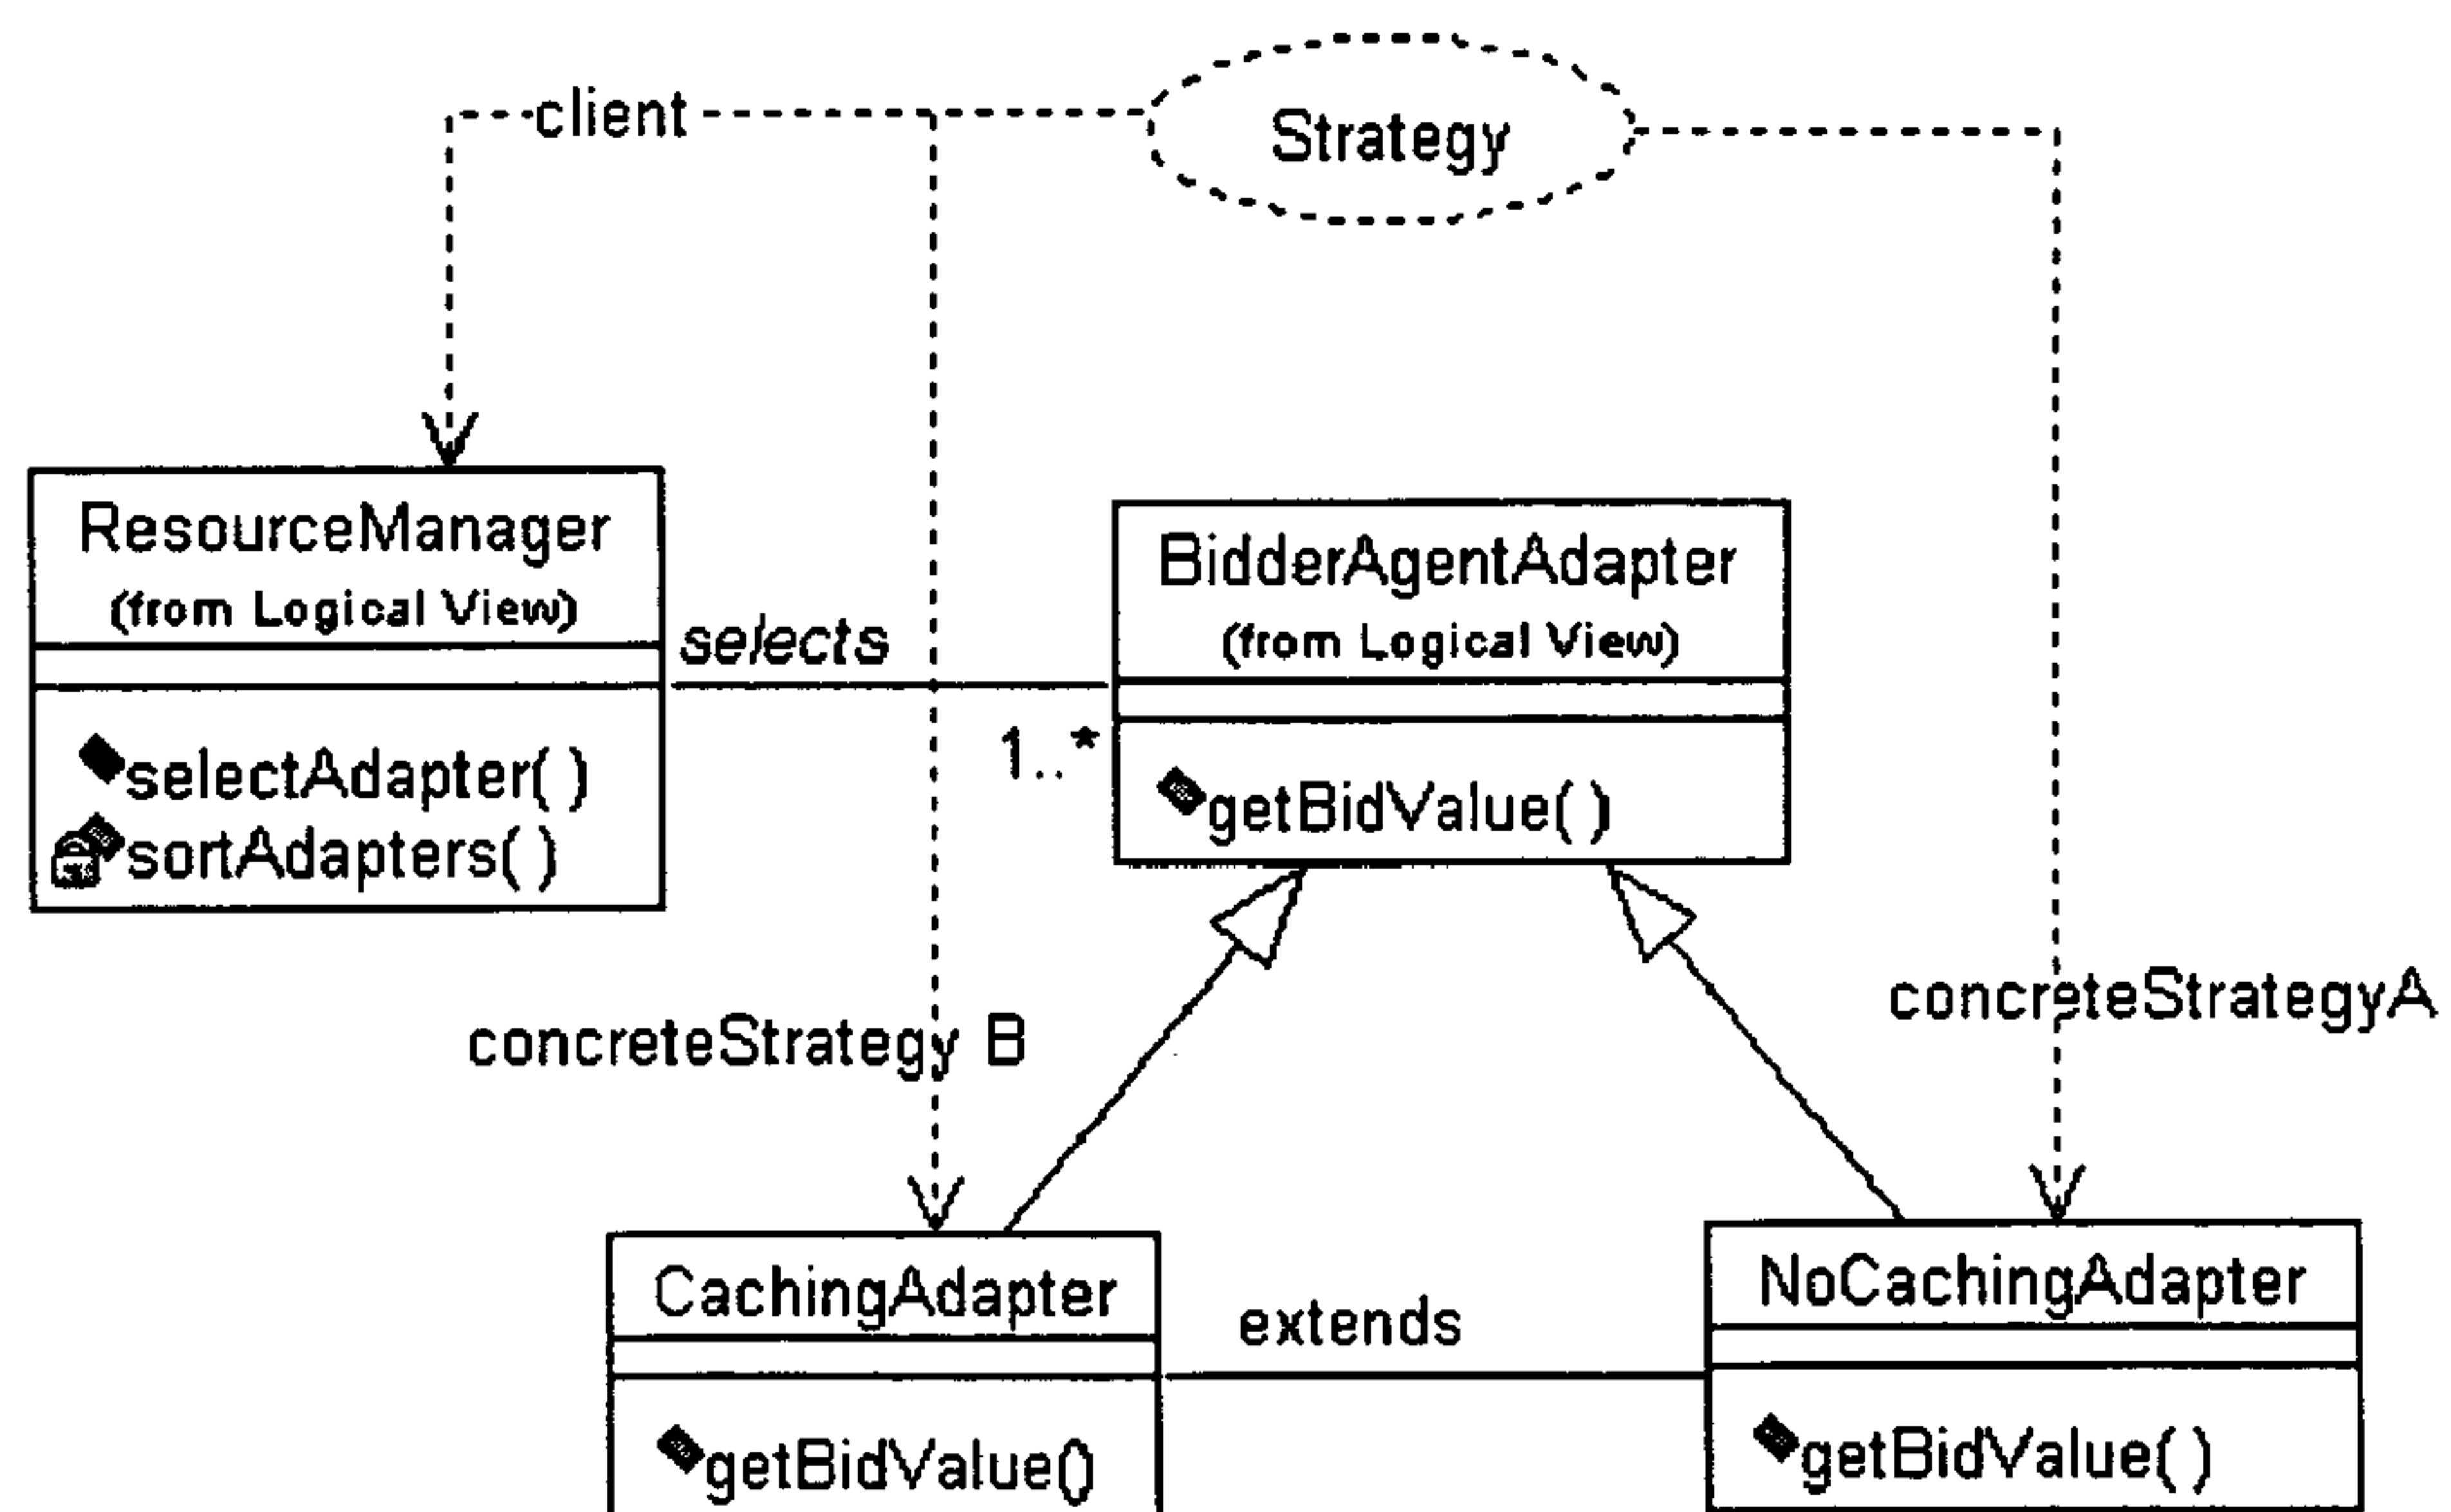 client
Strategy
ResourceManager
(from Logical View)
selects
BidderAgentAdapter
(from Logical View)
1..*
selectAdapter( )
sortAdapters( )
getBidValue( )
concreteStrategyA
concreteStrategy B
CachingAdapter
extends
NoCachingAdapter
getBidValue()
getBidValue( )